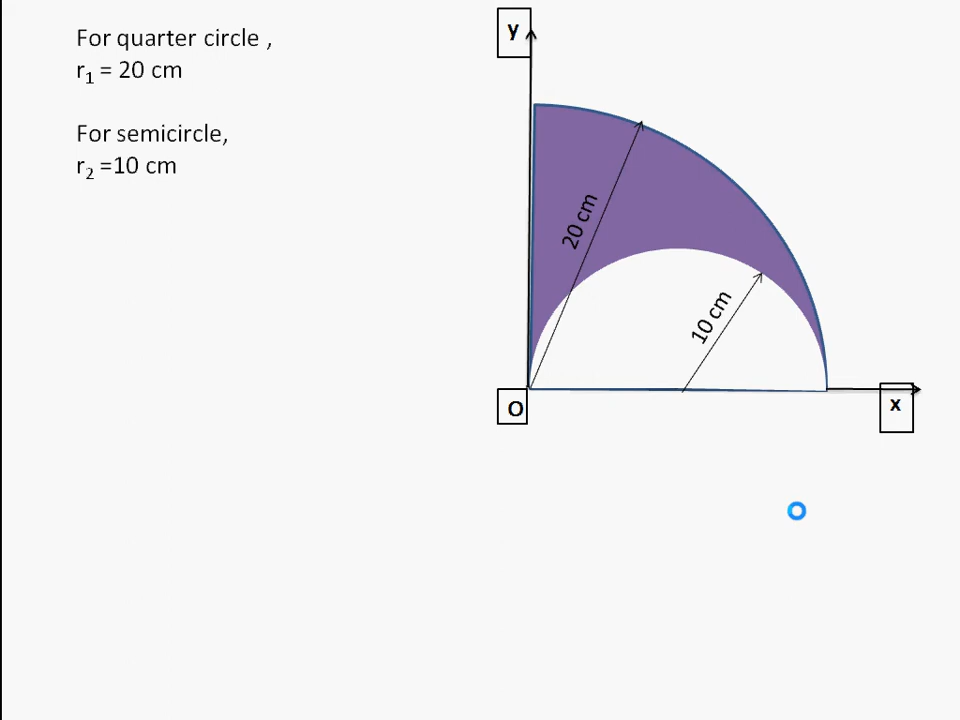 For quarter circle ,
r₁ = 20 cm
For semicircle,
r₂ =10 cm
y
20 cm
10 cm
O
x